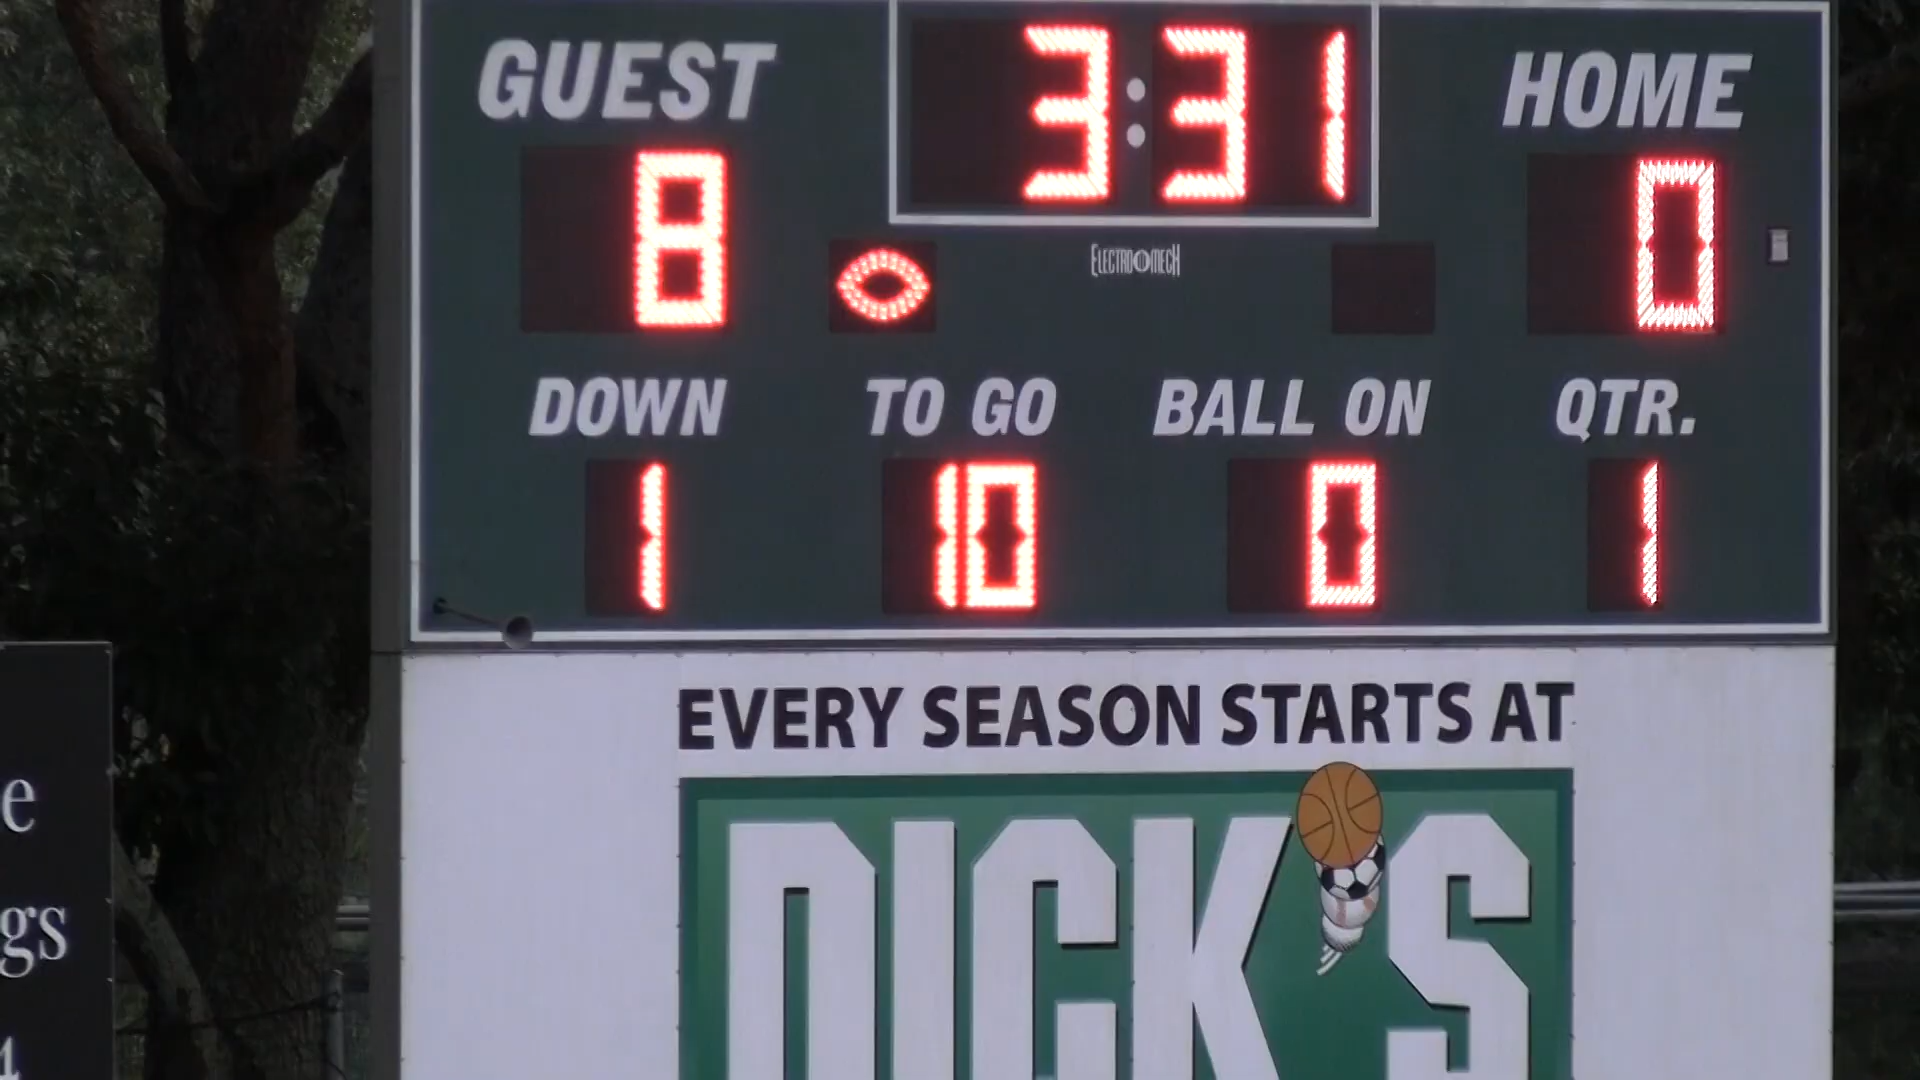 GUEST 3:31 HOME
8 0
ELECTRO MECH
DOWN TO GO BALL ON QTR.
1 10 0 1
EVERY SEASON STARTS AT
DICK'S
e
gs
1